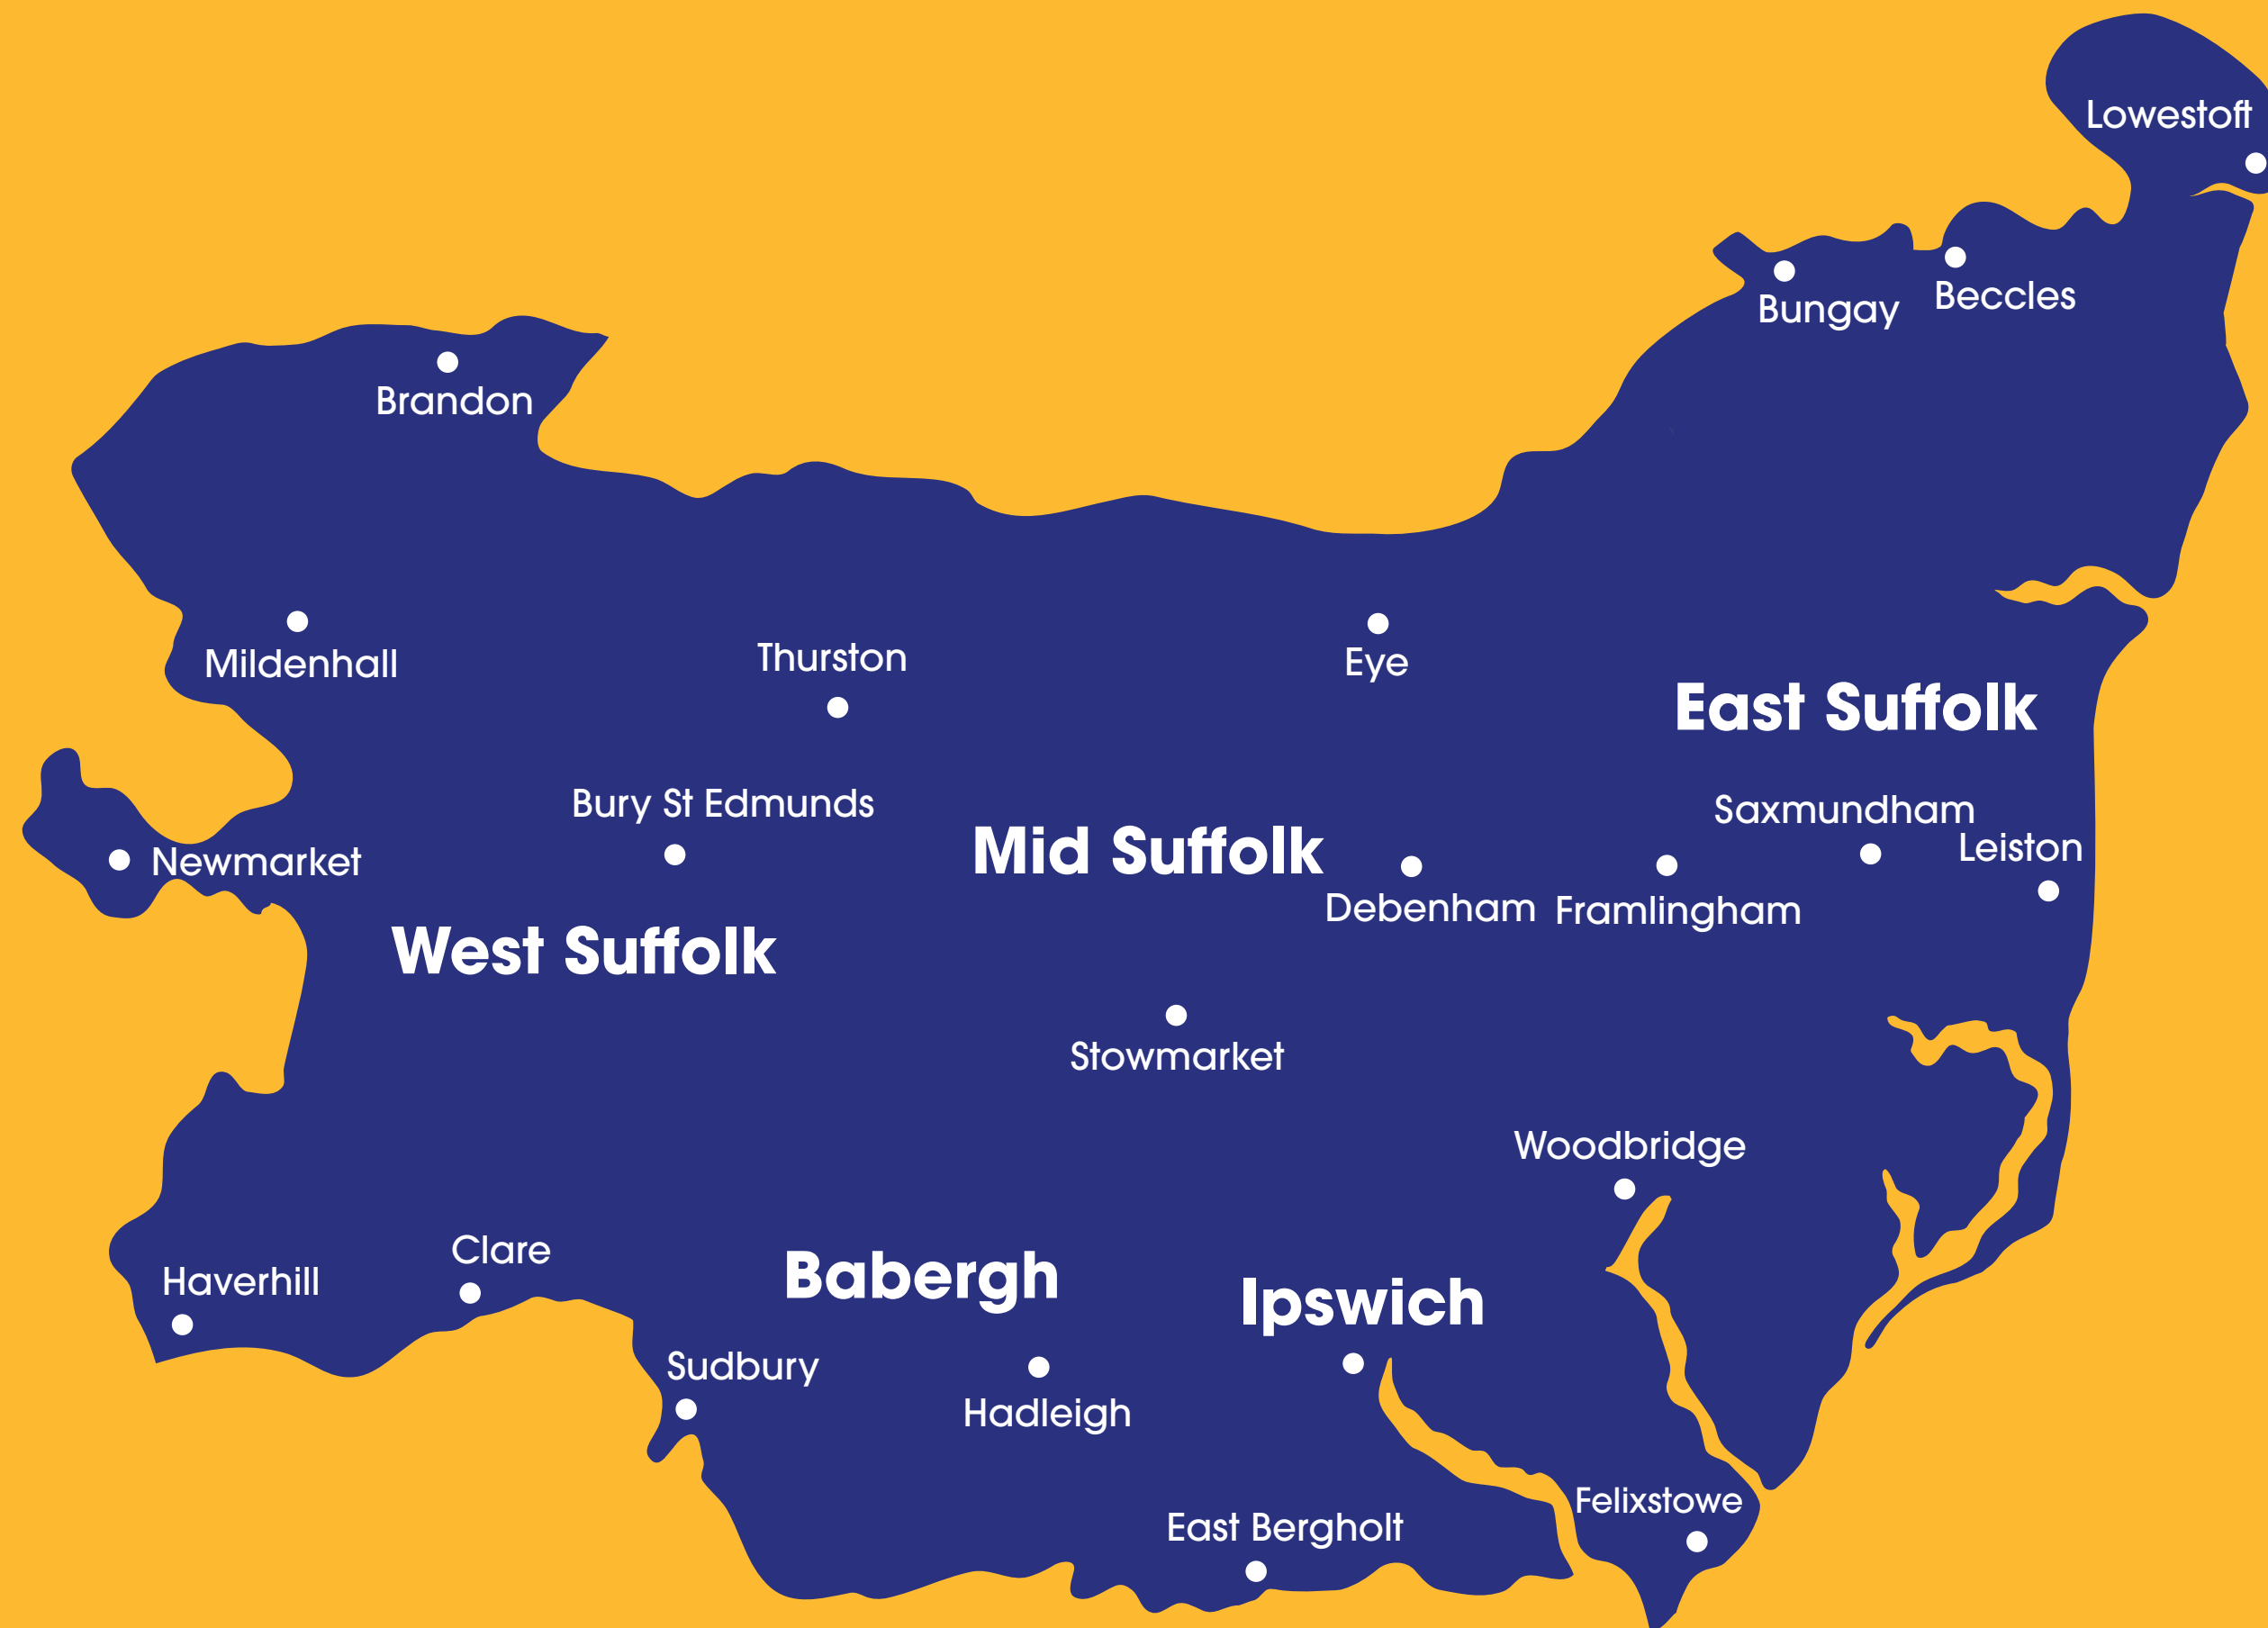 Lowestoft
Beccles
Bungay
Brandon
Thurston
Eye
Mildenhall
East Suffolk
Bury St Edmunds
Saxmundham
Mid Suffolk
Leiston
Newmarket
Debenham
Framlingham
West Suffolk
Stowmarket
Woodbridge
Clare
Babergh
Haverhill
Ipswich
Sudbury
Hadleigh
Felixstowe
East Bergholt